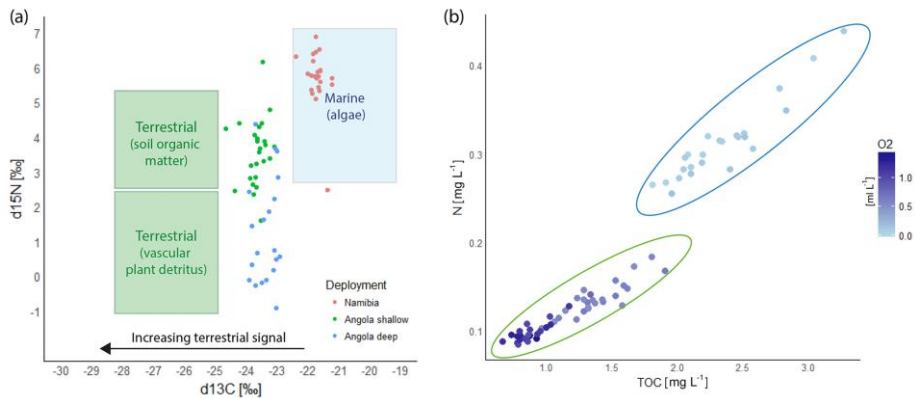 (a)
d15N [‰]
7
6
5
4
3
2
1
0
-1
Terrestrial
(soil organic
matter)
Terrestrial
(vascular
plant detritus)
Marine
(algae)
Deployment
Namibia
Angola shallow
Angola deep
Increasing terrestrial signal
-30 -29 -28 -27 -26 -25 -24 -23 -22 -21 -20 -19
d13C [‰]
(b)
N [mg L⁻¹]
0.4
0.3
0.2
0.1
1.0 1.5 2.0 2.5 3.0
TOC [mg L⁻¹]
O2
[ml L⁻¹]
1.0
0.5
0.0